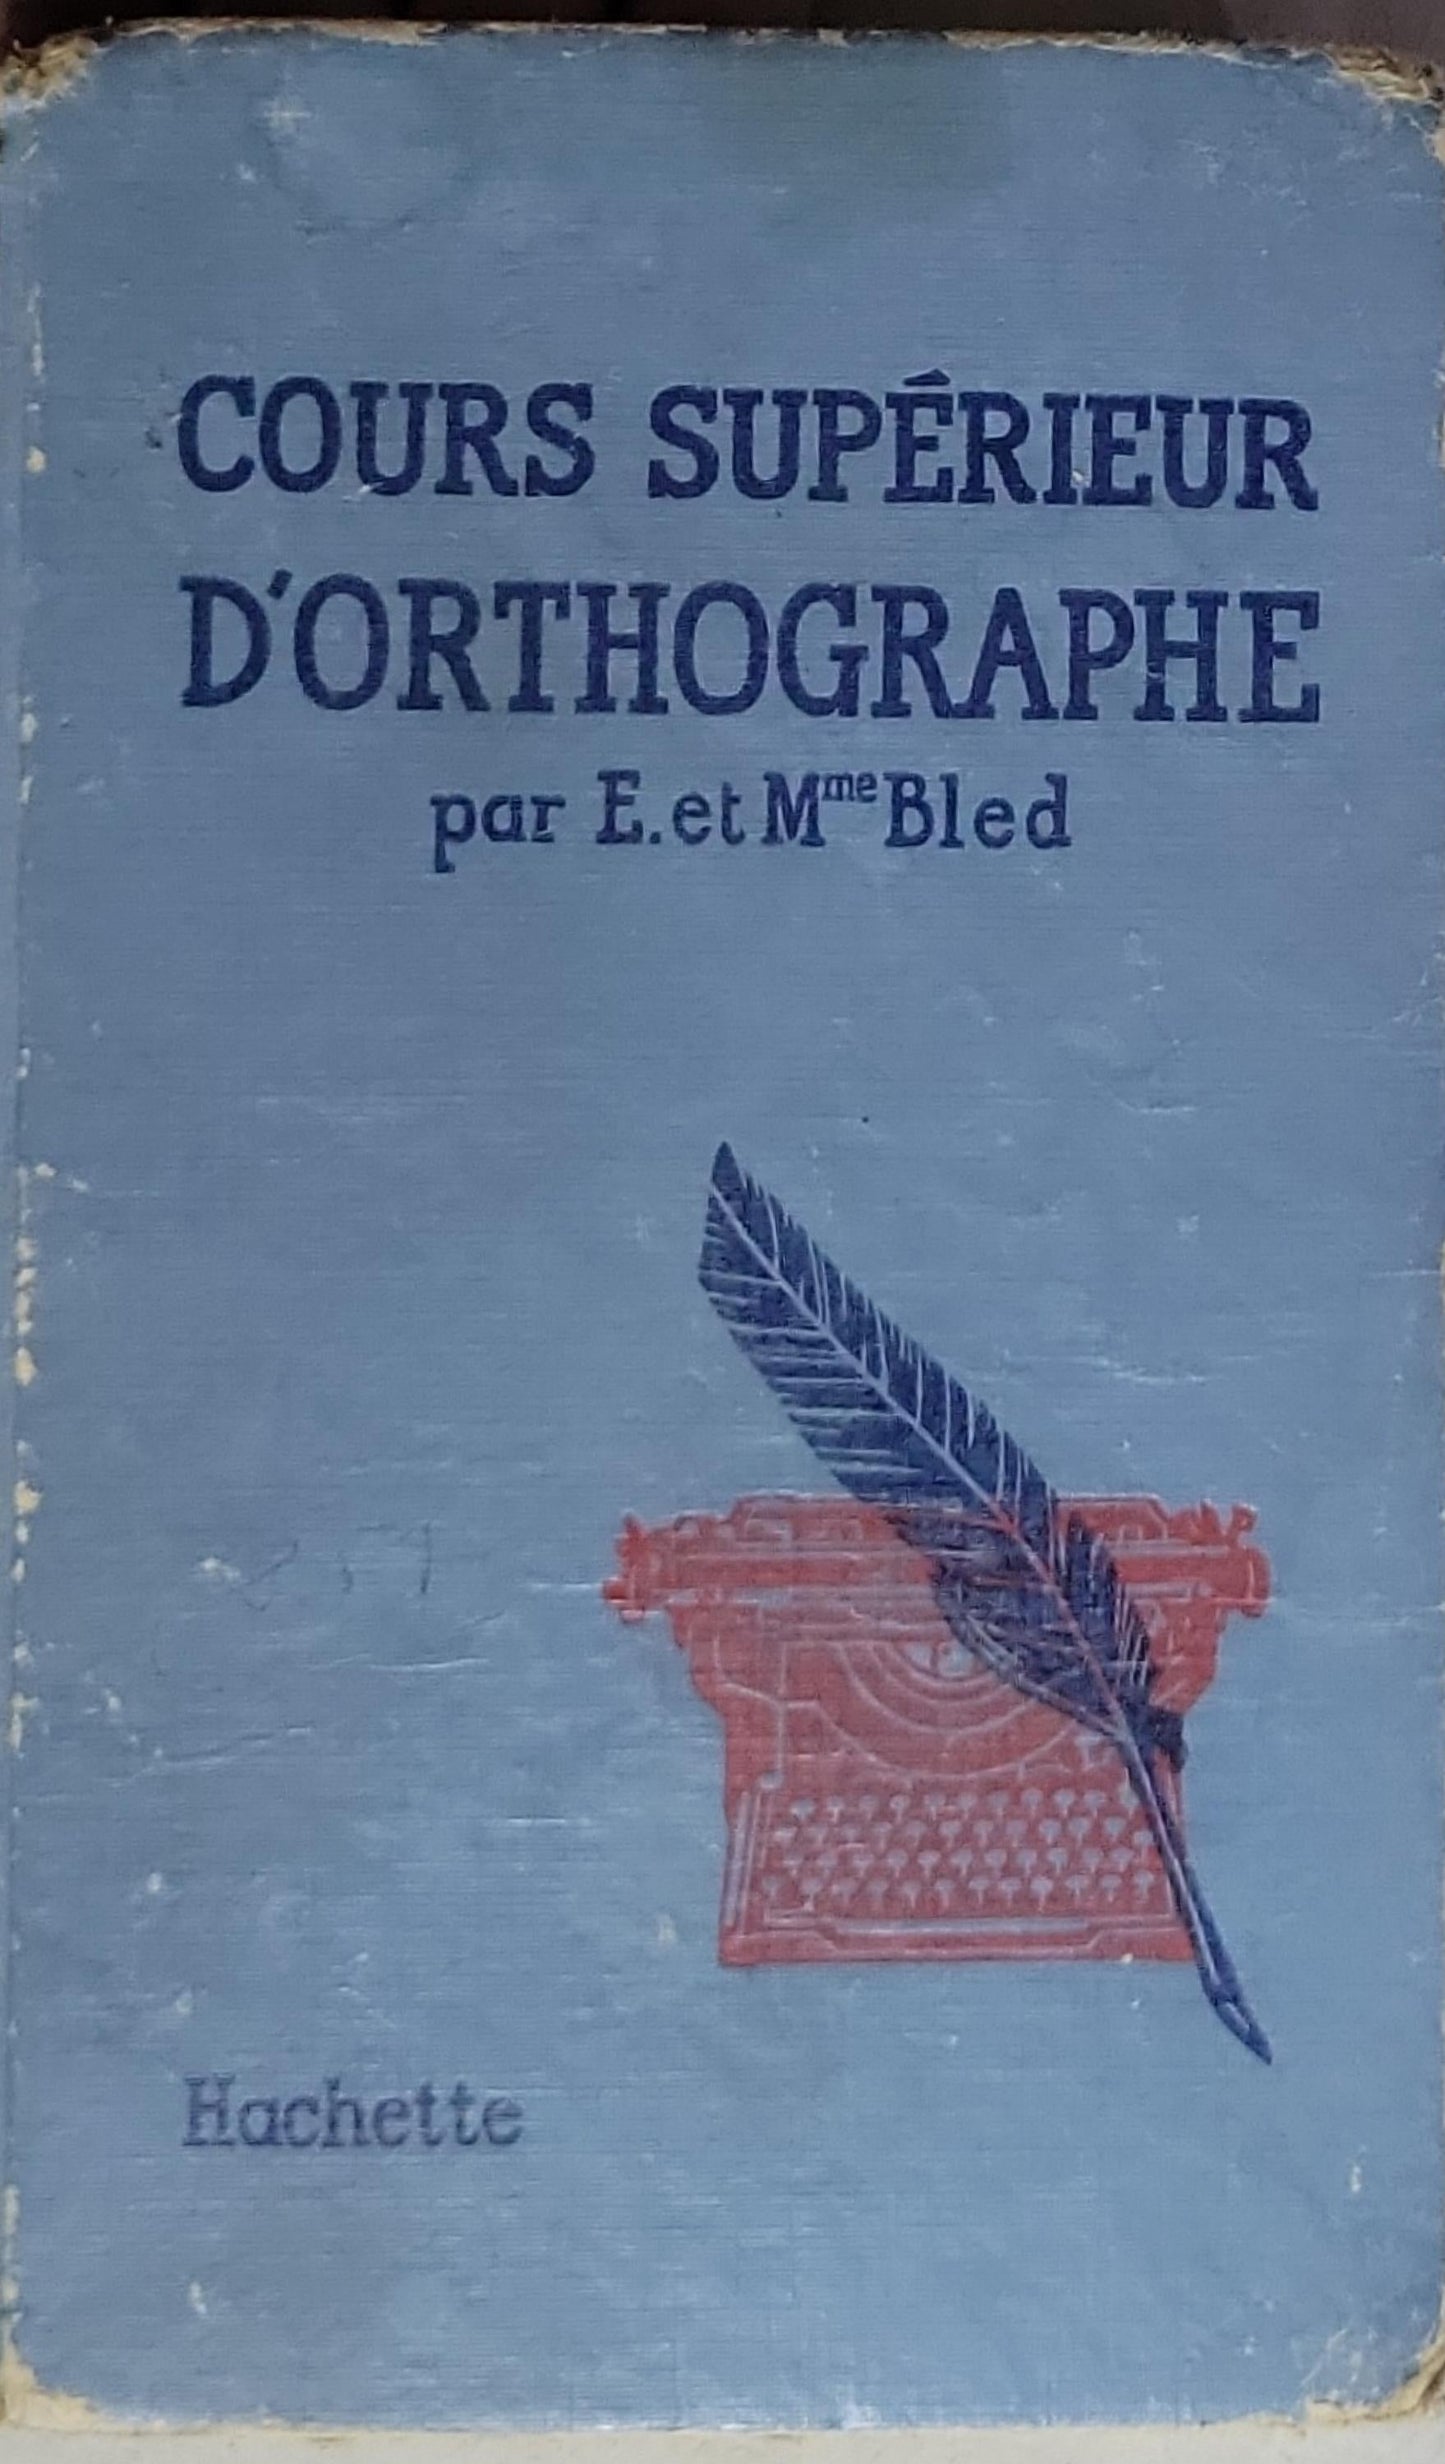 COURS SUPÉRIEUR
D'ORTHOGRAPHE
par E. et Mme Bled
Hachette